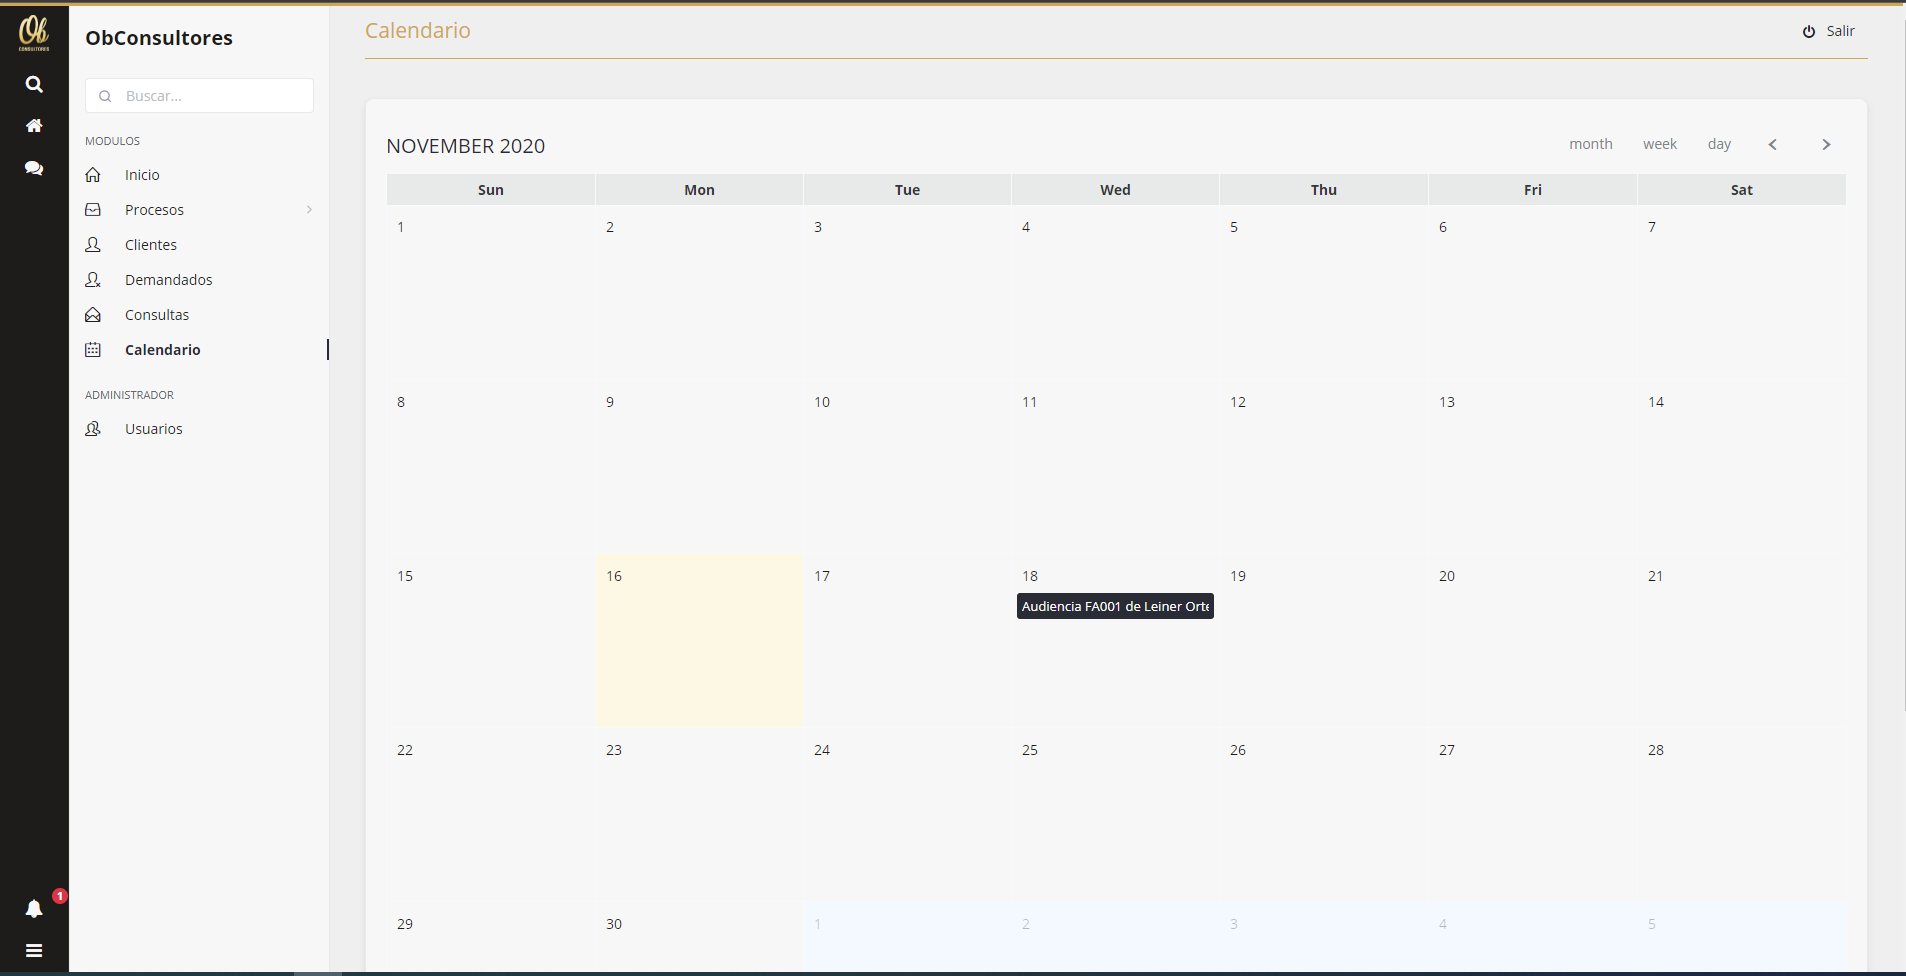 Ob
CONSULTORES
ObConsultores
Buscar...
MODULOS
Inicio
Procesos
Clientes
Demandados
Consultas
Calendario
ADMINISTRADOR
Usuarios
1
Calendario
Salir
NOVEMBER 2020
month week day
Sun Mon Tue Wed Thu Fri Sat
1 2 3 4 5 6 7
8 9 10 11 12 13 14
15 16 17 18 19 20 21
Audiencia FA001 de Leiner Orte
22 23 24 25 26 27 28
29 30 1 2 3 4 5